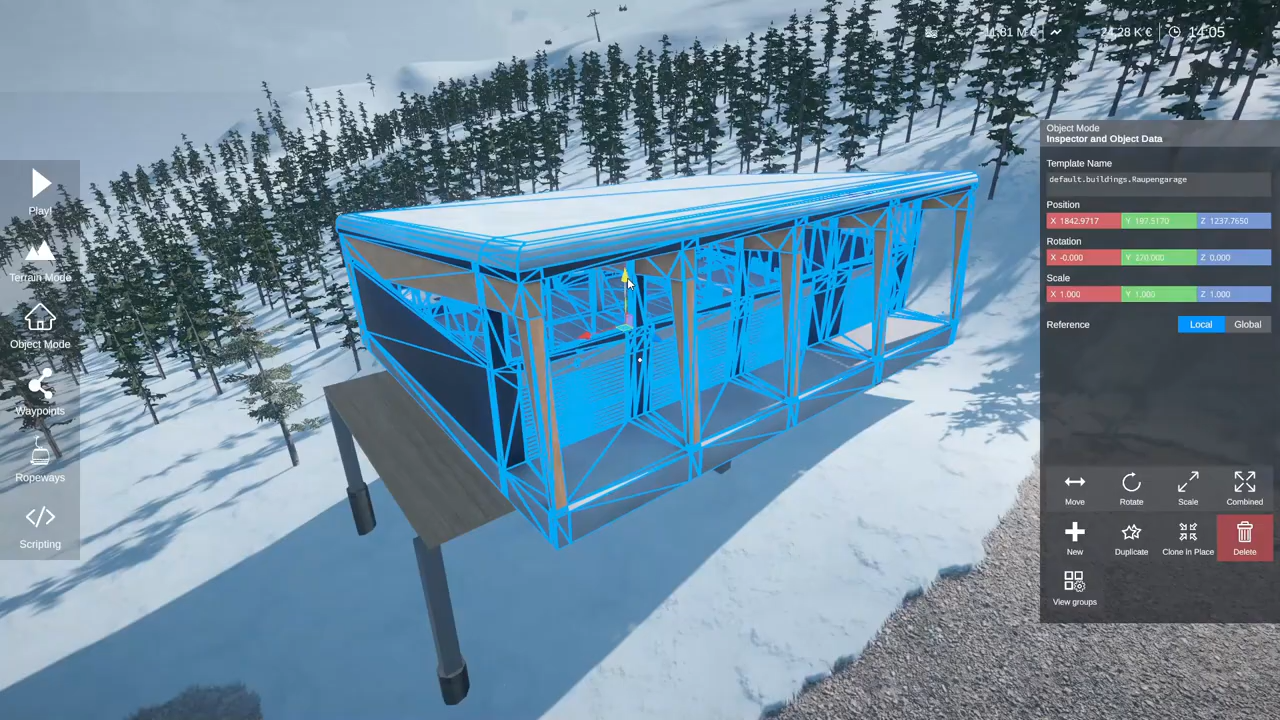 14:05
Play!
Terrain Mode
Object Mode
Waypoints
Ropeways
Scripting
Object Mode
Inspector and Object Data
Template Name
default.buildings.Raupengarage
Position
X 1842.9717 Y 197.5170 Z 1237.7650
Rotation
X -0.000 Y 270.000 Z 0.000
Scale
X 1.000 Y 1.000 Z 1.000
Reference Local Global
Move Rotate Scale Combined
New Duplicate Clone in Place Delete
View groups